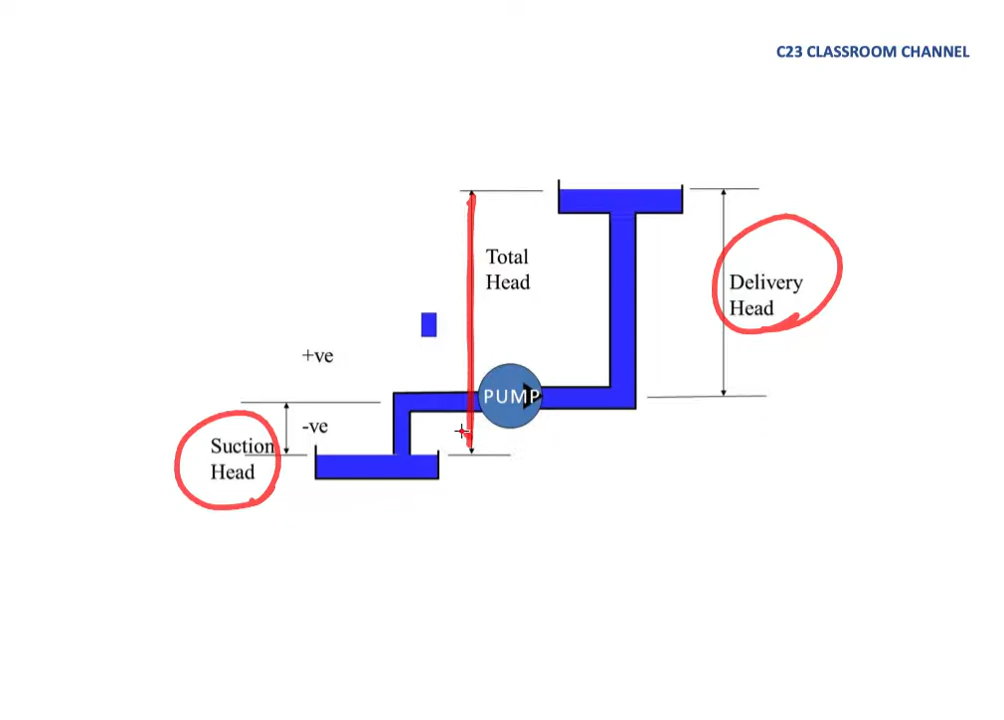 C23 CLASSROOM CHANNEL
Total
Head
Delivery
Head
+ve
PUMP
-ve
Suction
Head